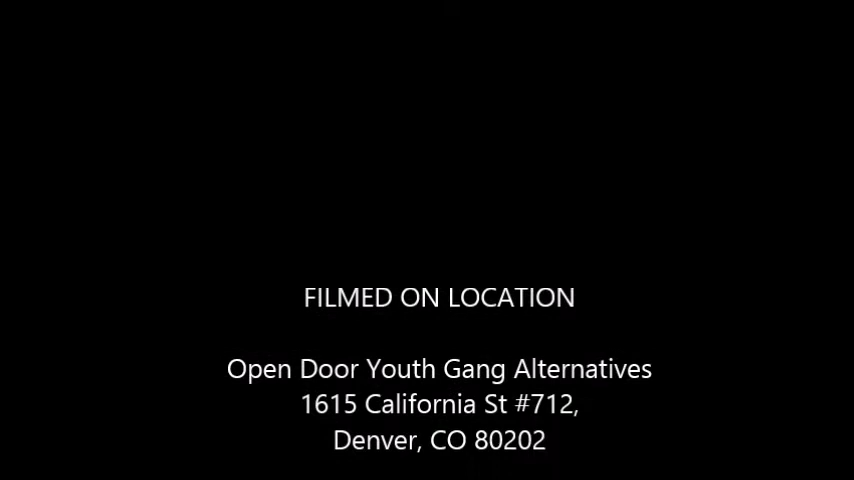 FILMED ON LOCATION
Open Door Youth Gang Alternatives
1615 California St #712,
Denver, CO 80202